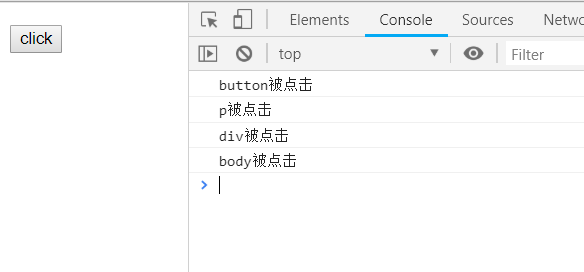 click
Elements Console Sources Netwo
top Filter
button被点击
p被点击
div被点击
body被点击